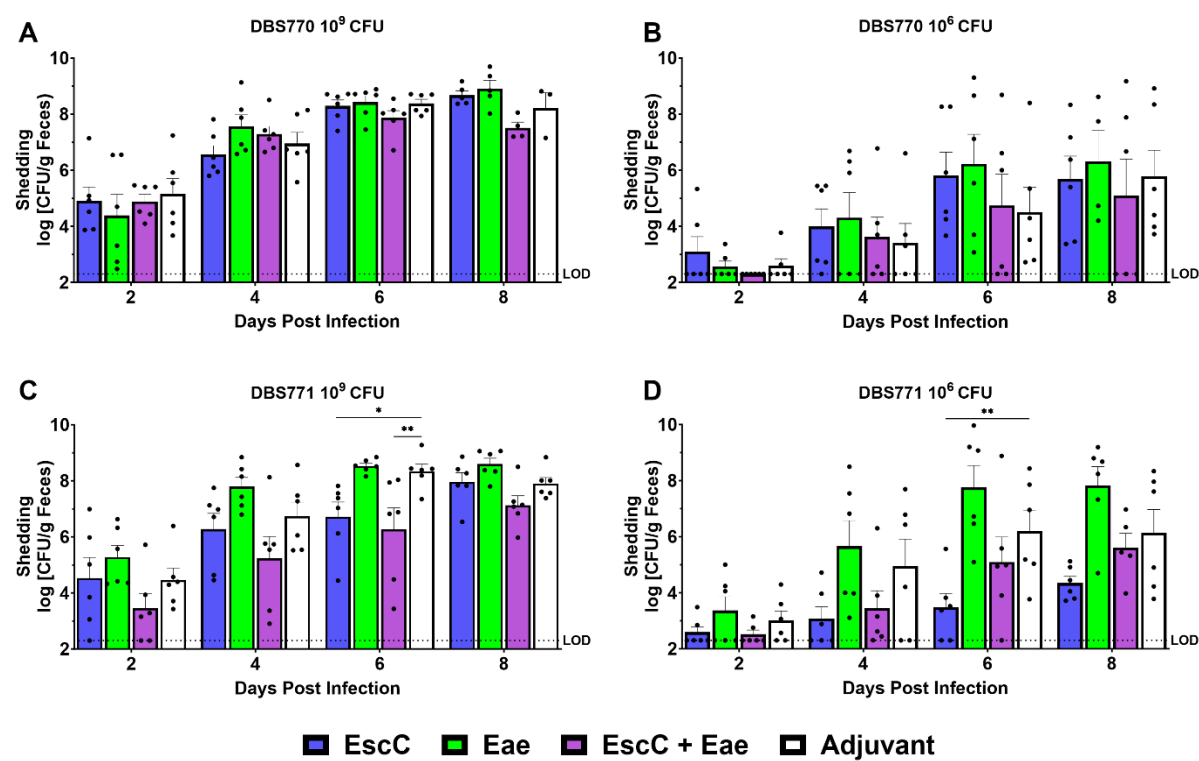 A
DBS770 10⁹ CFU
Shedding
log [CFU/g Feces]
10
8
6
4
2
LOD
2 4 6 8
Days Post Infection
B
DBS770 10⁶ CFU
Shedding
log [CFU/g Feces]
10
8
6
4
2
LOD
2 4 6 8
Days Post Infection
C
DBS771 10⁹ CFU
Shedding
log [CFU/g Feces]
10
8
6
4
2
*
**
LOD
2 4 6 8
Days Post Infection
D
DBS771 10⁶ CFU
Shedding
log [CFU/g Feces]
10
8
6
4
2
**
LOD
2 4 6 8
Days Post Infection
EscC Eae EscC + Eae Adjuvant